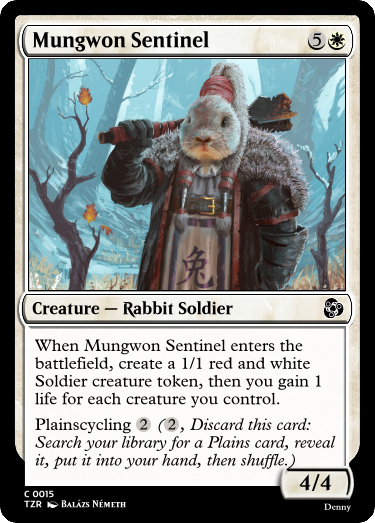 Mungwon Sentinel 5
兔
Creature — Rabbit Soldier
When Mungwon Sentinel enters the
battlefield, create a 1/1 red and white
Soldier creature token, then you gain 1
life for each creature you control.
Plainscycling 2 (2, Discard this card:
Search your library for a Plains card, reveal
it, put it into your hand, then shuffle.)
4/4
C 0015
TZR Balázs Németh
Denny